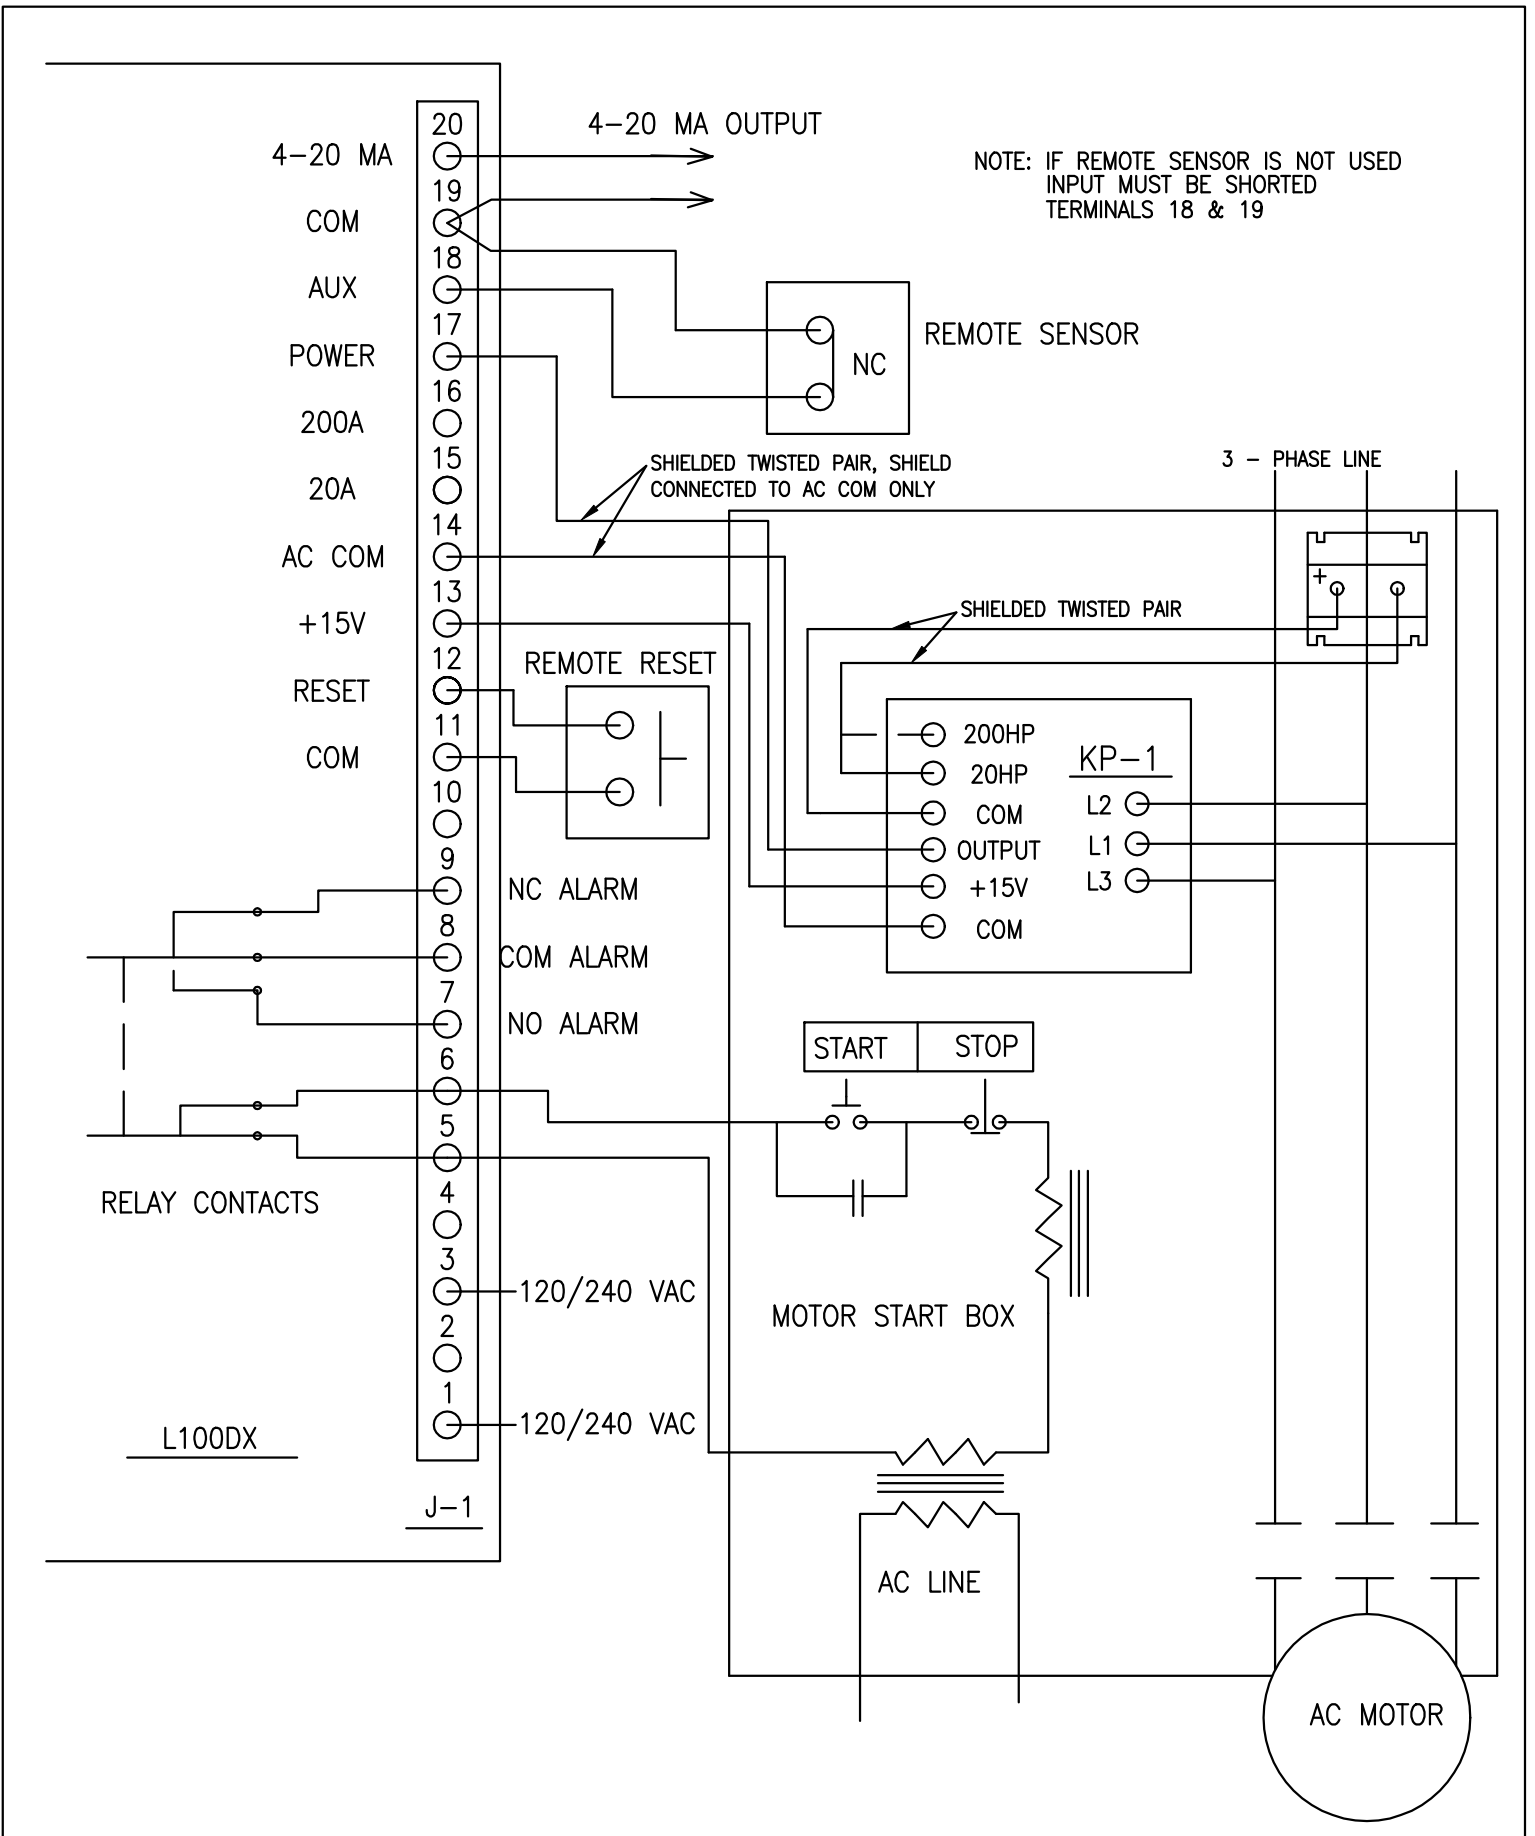 20
4-20 MA OUTPUT
4-20 MA
NOTE: IF REMOTE SENSOR IS NOT USED
INPUT MUST BE SHORTED
TERMINALS 18 & 19
19
COM
18
AUX
17
POWER
REMOTE SENSOR
NC
16
200A
15
20A
SHIELDED TWISTED PAIR, SHIELD
CONNECTED TO AC COM ONLY
3 - PHASE LINE
14
AC COM
13
+15V
+
SHIELDED TWISTED PAIR
12
RESET
REMOTE RESET
11
COM
10
200HP
20HP
COM
OUTPUT
+15V
COM
KP-1
L2
L1
L3
9
NC ALARM
8
COM ALARM
7
NO ALARM
6
START
STOP
5
RELAY CONTACTS
4
3
120/240 VAC
MOTOR START BOX
2
1
120/240 VAC
L100DX
J-1
AC LINE
AC MOTOR